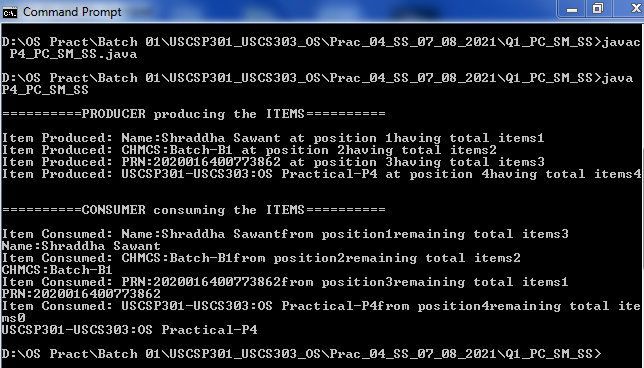 Command Prompt
D:\OS Pract\Batch 01\USCSP301_USCS303_OS\Prac_04_SS_07_08_2021\Q1_PC_SM_SS>javac
P4_PC_SM_SS.java
D:\OS Pract\Batch 01\USCSP301_USCS303_OS\Prac_04_SS_07_08_2021\Q1_PC_SM_SS>java
P4_PC_SM_SS
==========PRODUCER producing the ITEMS==========
Item Produced: Name:Shraddha Sawant at position 1having total items1
Item Produced: CHMCS:Batch-B1 at position 2having total items2
Item Produced: PRN:2020016400773862 at position 3having total items3
Item Produced: USCSP301-USCS303:OS Practical-P4 at position 4having total items4
==========CONSUMER consuming the ITEMS==========
Item Consumed: Name:Shraddha Sawantfrom position1remaining total items3
Name:Shraddha Sawant
Item Consumed: CHMCS:Batch-B1from position2remaining total items2
CHMCS:Batch-B1
Item Consumed: PRN:2020016400773862from position3remaining total items1
PRN:2020016400773862
Item Consumed: USCSP301-USCS303:OS Practical-P4from position4remaining total ite
ms0
USCSP301-USCS303:OS Practical-P4
D:\OS Pract\Batch 01\USCSP301_USCS303_OS\Prac_04_SS_07_08_2021\Q1_PC_SM_SS>